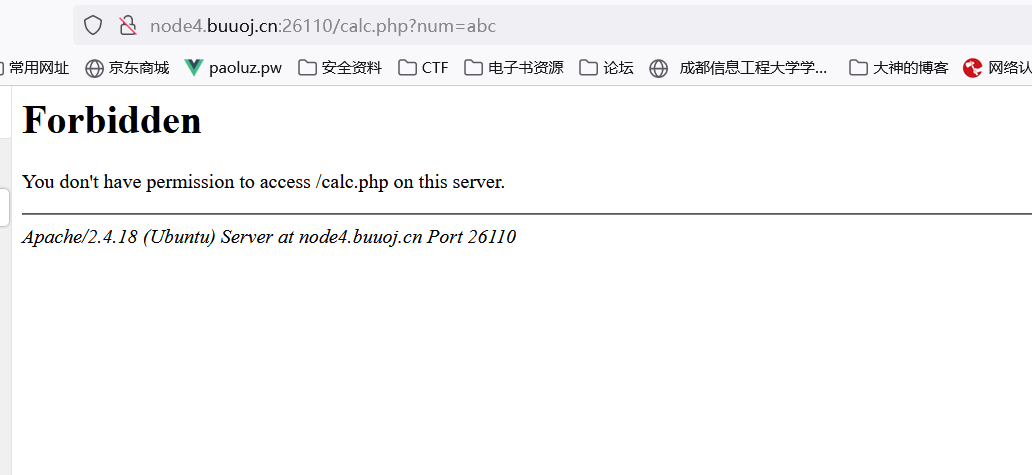 node4.buuoj.cn:26110/calc.php?num=abc
常用网址 京东商城 paoluz.pw 安全资料 CTF 电子书资源 论坛 成都信息工程大学学... 大神的博客 网络认
Forbidden
You don't have permission to access /calc.php on this server.
Apache/2.4.18 (Ubuntu) Server at node4.buuoj.cn Port 26110